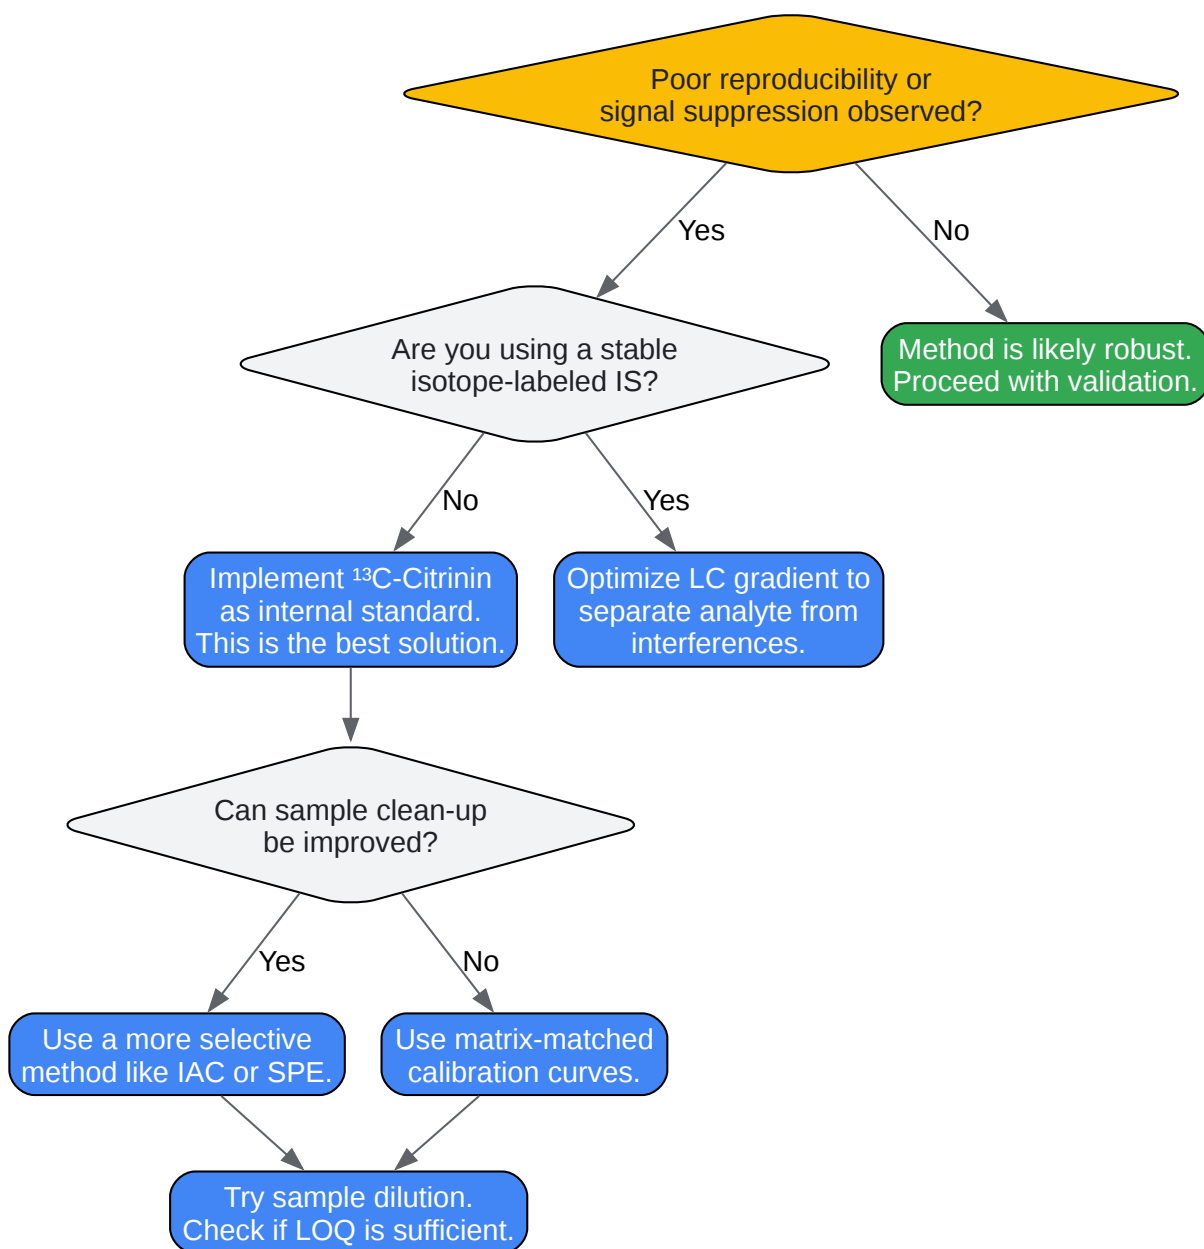 Poor reproducibility or
signal suppression observed?
Yes
No
Are you using a stable
isotope-labeled IS?
Method is likely robust.
Proceed with validation.
No
Yes
Implement ¹³C-Citrinin
as internal standard.
This is the best solution.
Optimize LC gradient to
separate analyte from
interferences.
Can sample clean-up
be improved?
Yes
No
Use a more selective
method like IAC or SPE.
Use matrix-matched
calibration curves.
Try sample dilution.
Check if LOQ is sufficient.